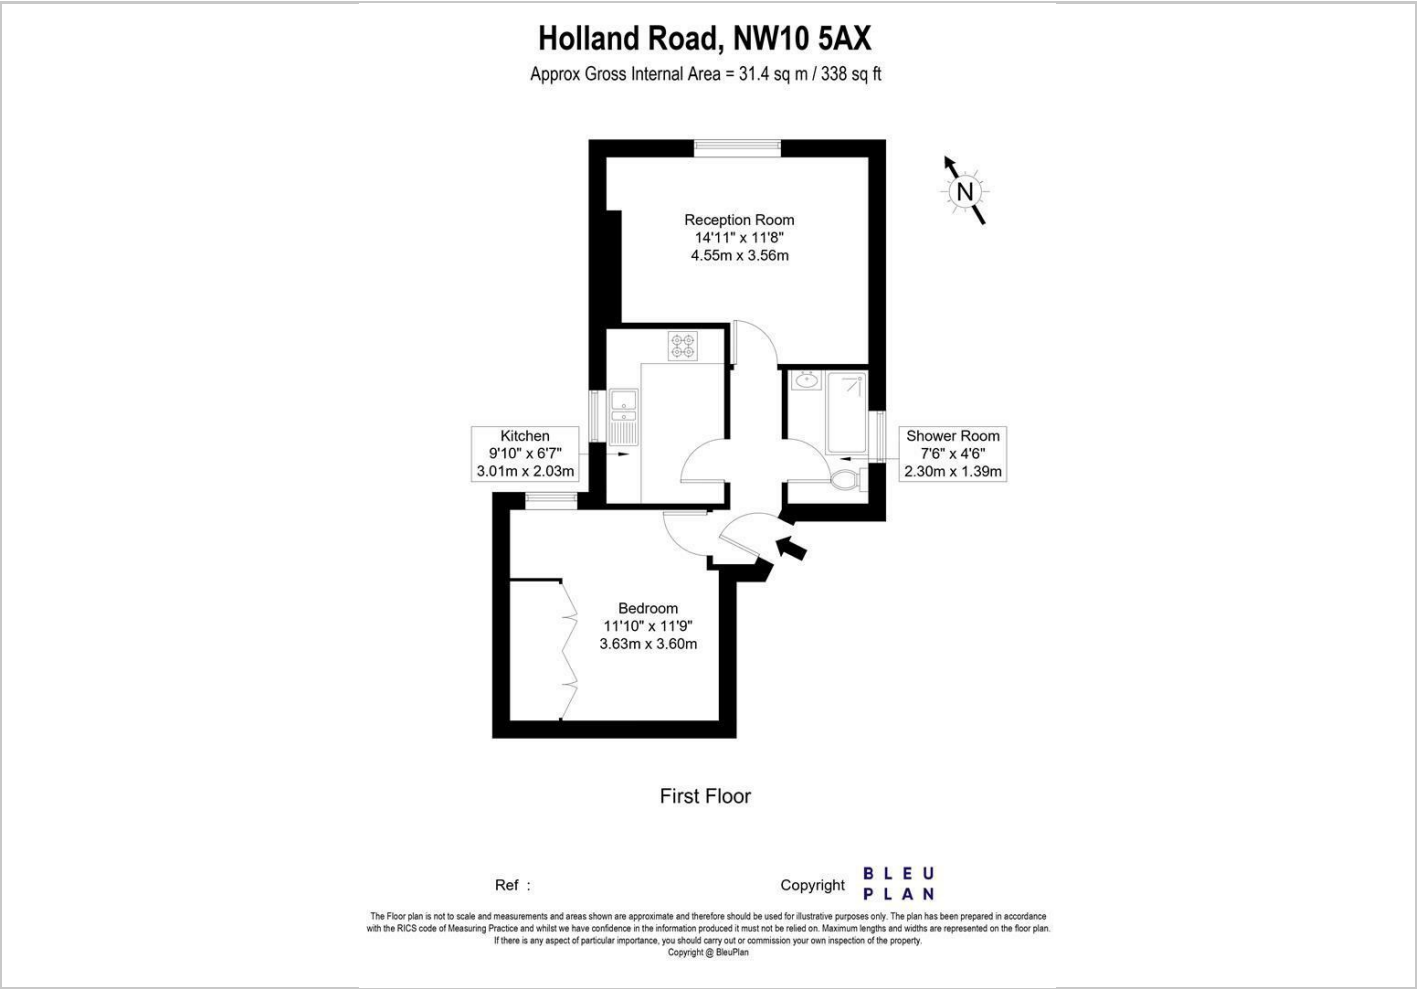 Holland Road, NW10 5AX
Approx Gross Internal Area = 31.4 sq m / 338 sq ft
N
Reception Room
14'11" x 11'8"
4.55m x 3.56m
Kitchen
9'10" x 6'7"
3.01m x 2.03m
Shower Room
7'6" x 4'6"
2.30m x 1.39m
Bedroom
11'10" x 11'9"
3.63m x 3.60m
First Floor
Ref :
Copyright
BLEU
PLAN
The Floor plan is not to scale and measurements and areas shown are approximate and therefore should be used for illustrative purposes only. The plan has been prepared in accordance
with the RICS code of Measuring Practice and whilst we have confidence in the information produced it must not be relied on. Maximum lengths and widths are represented on the floor plan.
If there is any aspect of particular importance, you should carry out or commission your own inspection of the property.
Copyright @ BleuPlan